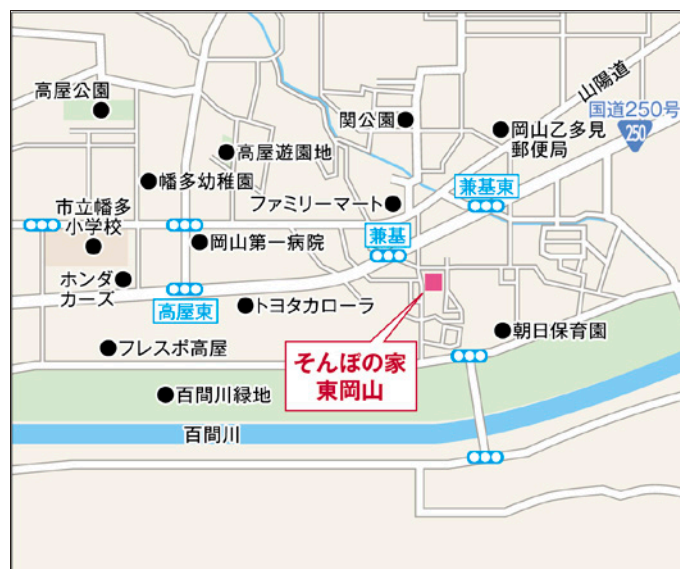 高屋公園
関公園
山陽道
国道250号
250
岡山乙多見
郵便局
高屋遊園地
幡多幼稚園
ファミリーマート
兼基東
市立幡多
小学校
岡山第一病院
兼基
ホンダ
カーズ
高屋東
トヨタカローラ
朝日保育園
フレスポ高屋
そんぽの家
東岡山
百間川緑地
百間川